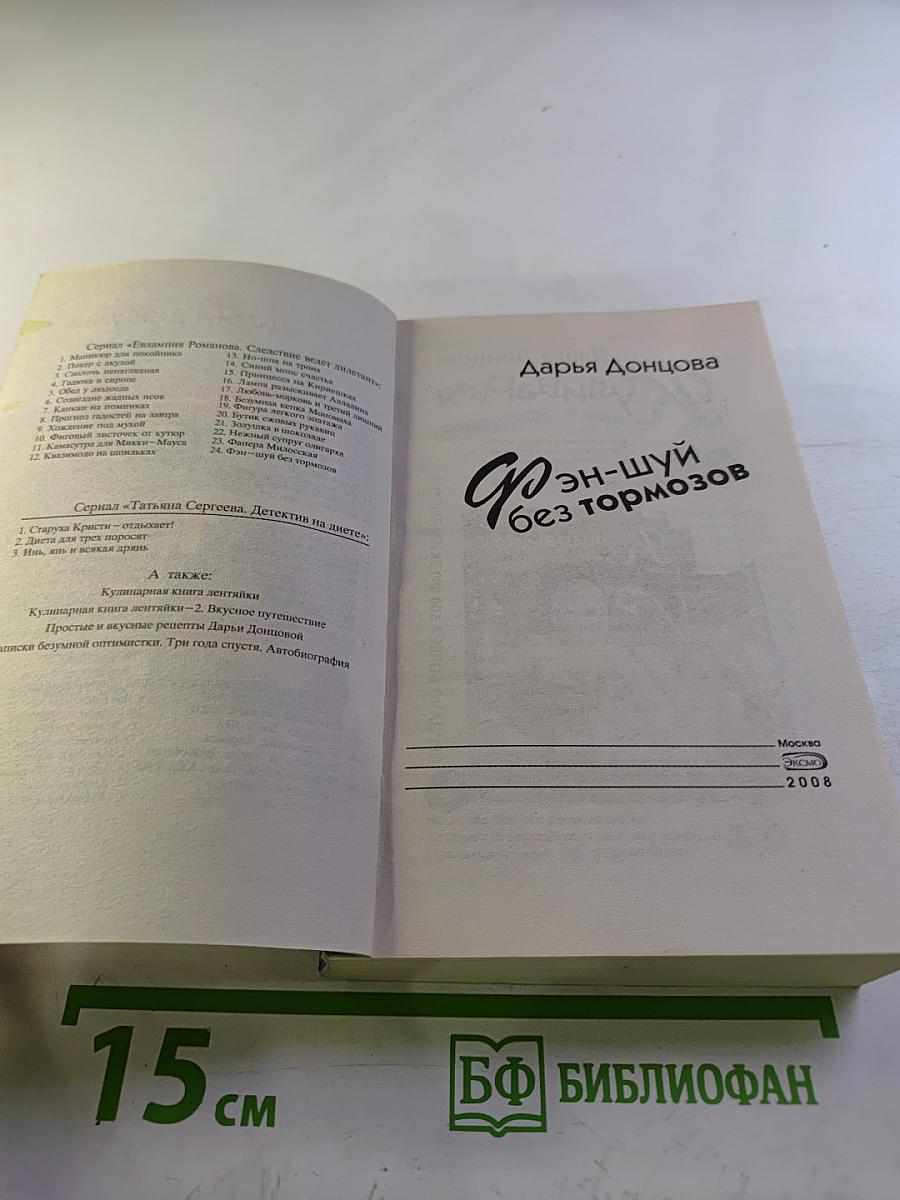 Сериал «Евлампия Романова. Следствие ведет дилетант»:
1. Маникюр для покойника
2. Покер с акулой
3. Сволочь ненаглядная
4. Гадюка в сиропе
5. Обед у людоеда
6. Созвездие жадных псов
7. Канкан на поминках
8. Прогноз гадостей на завтра
9. Хождение под мухой
10. Фиговый листочек от кутюр
11. Камасутра для Микки-Мауса
12. Квазимодо на шпильках
13. Но-шпа на троих
14. Синий мопс счастья
15. Принцесса на Кириешках
16. Лампа разыскивает Алладина
17. Любовь-морковь и третий лишний
18. Безумная кепка Мономаха
19. Фигура легкого эпатажа
20. Бутик ежовых рукавиц
21. Золушка в шоколаде
22. Нежный супруг олигарха
23. Фанера Милосская
24. Фэн-шуй без тормозов
Сериал «Татьяна Сергеева. Детектив на диете»:
1. Старуха Кристи – отдыхает!
2. Диета для трех поросят
3. Инь, янь и всякая дрянь
А также:
Кулинарная книга лентяйки
Кулинарная книга лентяйки-2. Вкусное путешествие
Простые и вкусные рецепты Дарьи Донцовой
аписки безумной оптимистки. Три года спустя. Автобиография
Дарья Донцова
Фэн-шуй
без тормозов
Москва
ЭКСМО
2008
15 см
БФ БИБЛИОФАН